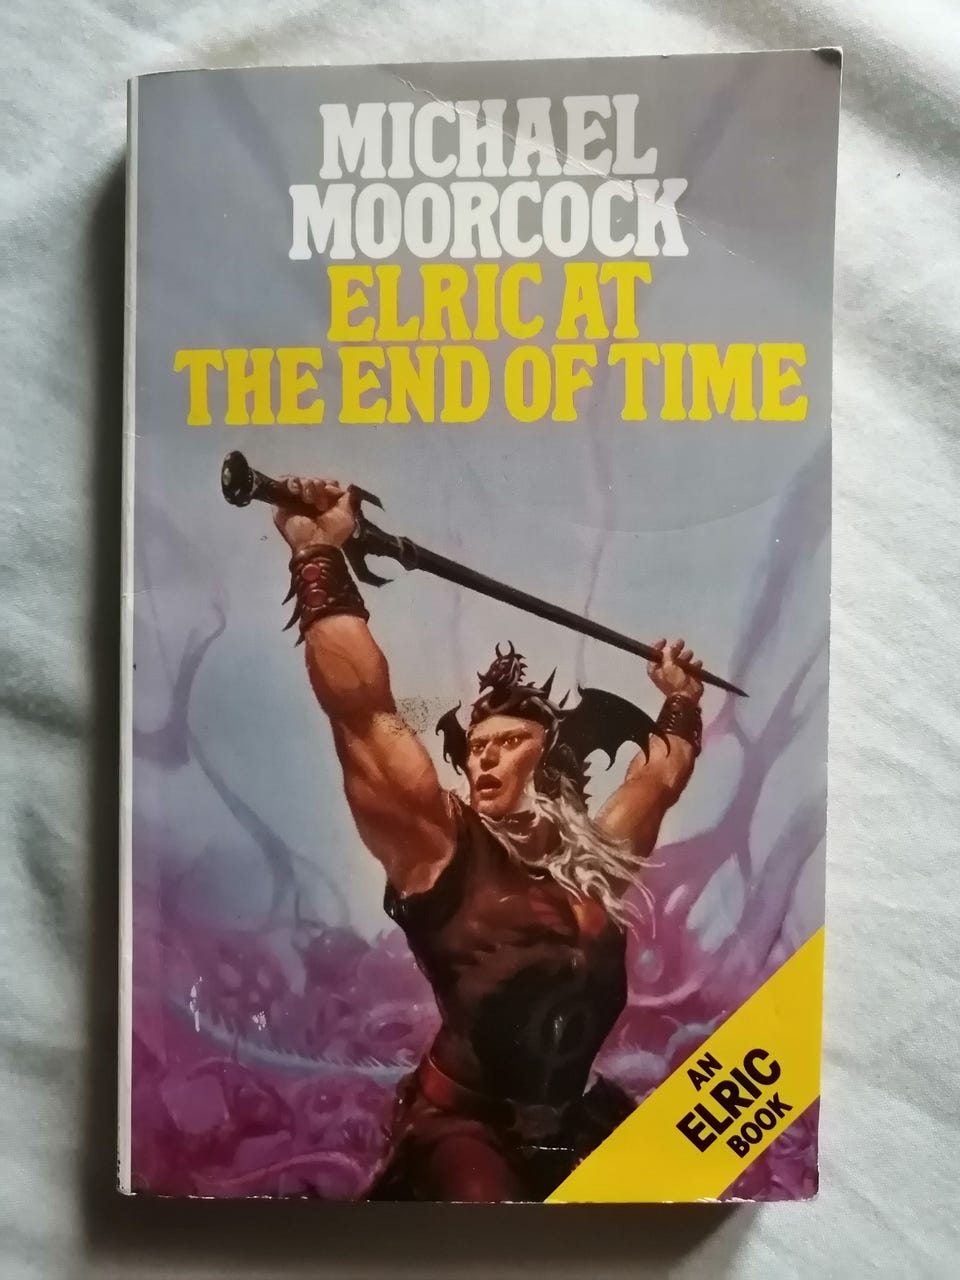 MICHAEL
MOORCOCK
ELRIC AT
THE END OF TIME
AN
ELRIC
BOOK